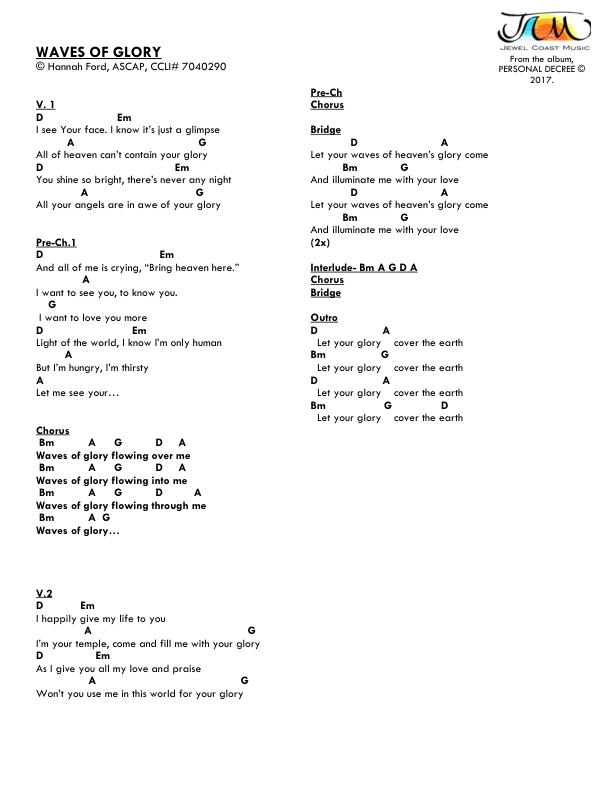 WAVES OF GLORY
© Hannah Ford, ASCAP, CCLI# 7040290
JEWEL COAST MUSIC
From the album,
PERSONAL DECREE ©
2017.
V. 1
D Em
I see Your face. I know it's just a glimpse
A G
All of heaven can't contain your glory
D Em
You shine so bright, there's never any night
A G
All your angels are in awe of your glory
Pre-Ch.1
D Em
And all of me is crying, “Bring heaven here.”
A
I want to see you, to know you.
G
I want to love you more
D Em
Light of the world, I know I'm only human
A
But I'm hungry, I'm thirsty
A
Let me see your…
Chorus
Bm A G D A
Waves of glory flowing over me
Bm A G D A
Waves of glory flowing into me
Bm A G D A
Waves of glory flowing through me
Bm A G
Waves of glory…
V.2
D Em
I happily give my life to you
A G
I'm your temple, come and fill me with your glory
D Em
As I give you all my love and praise
A G
Won't you use me in this world for your glory
Pre-Ch
Chorus
Bridge
D A
Let your waves of heaven's glory come
Bm G
And illuminate me with your love
D A
Let your waves of heaven's glory come
Bm G
And illuminate me with your love
(2x)
Interlude- Bm A G D A
Chorus
Bridge
Outro
D A
Let your glory cover the earth
Bm G
Let your glory cover the earth
D A
Let your glory cover the earth
Bm G D
Let your glory cover the earth